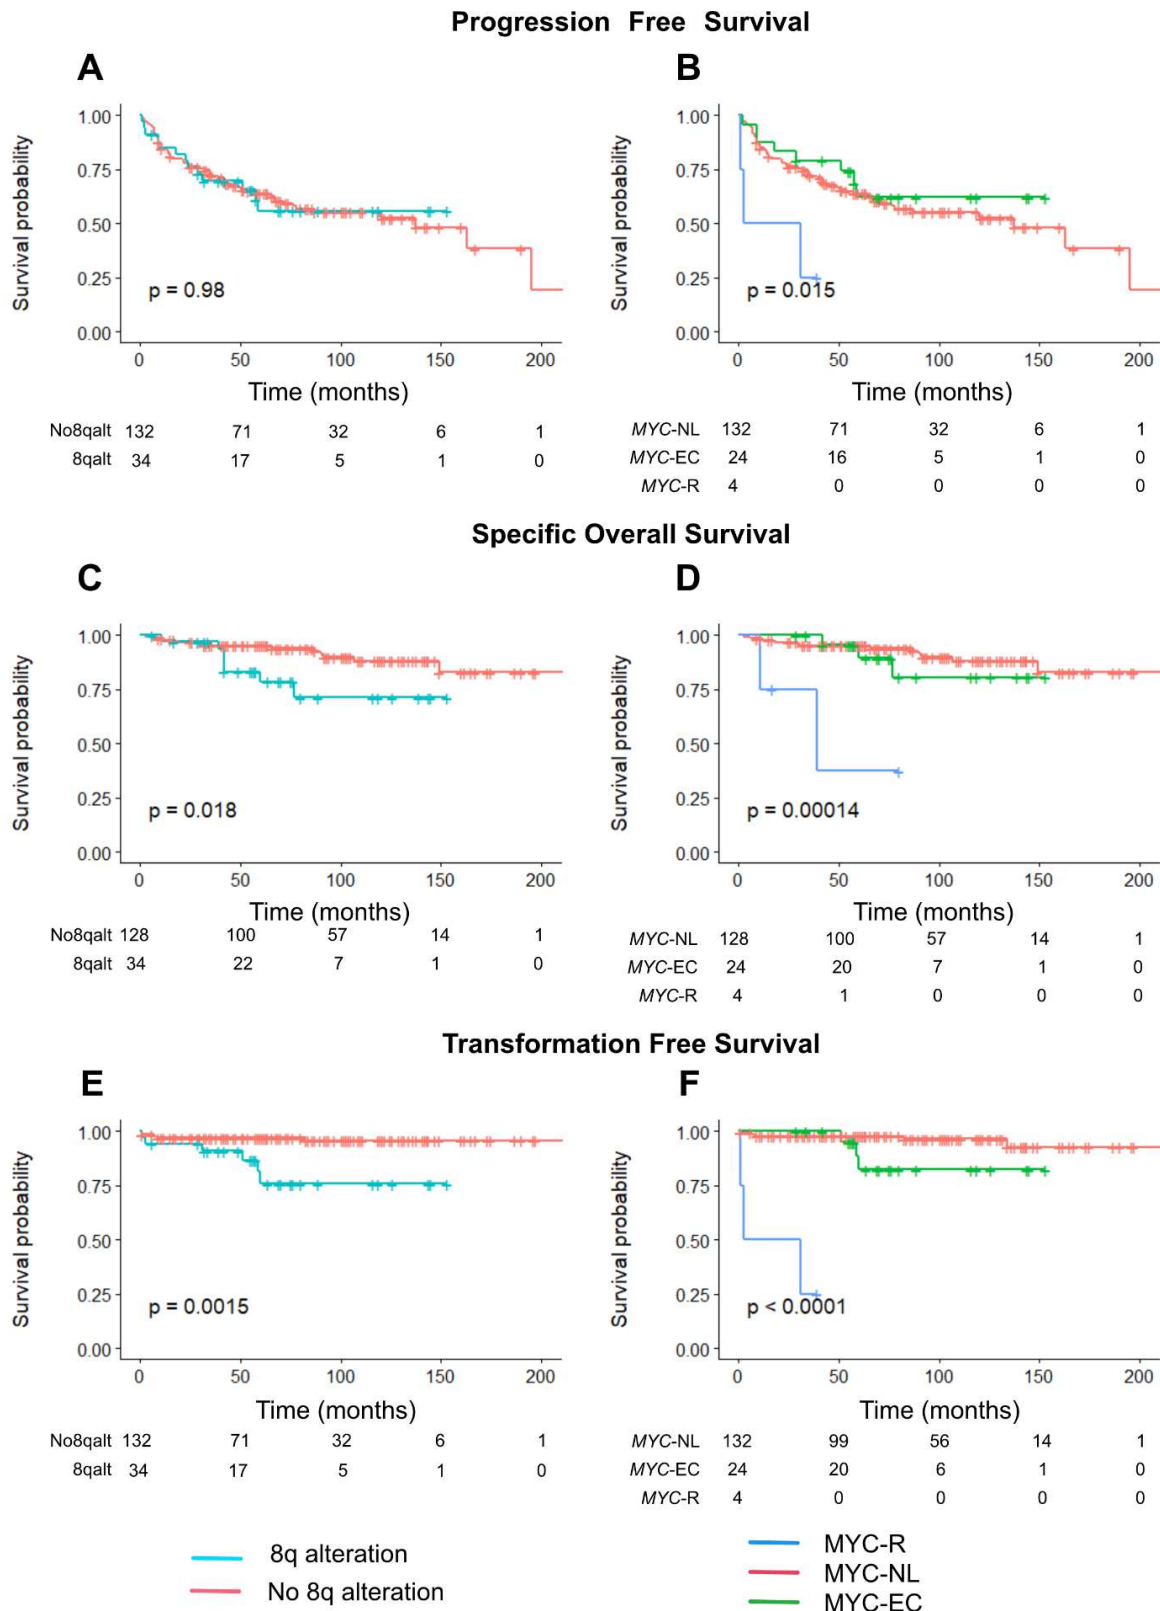 Progression Free Survival
A
B
Survival probability
1.00
0.75
0.50
0.25
0.00
p = 0.98
0 50 100 150 200
Time (months)
No8qalt 132 71 32 6 1
8qalt 34 17 5 1 0
Survival probability
1.00
0.75
0.50
0.25
0.00
p = 0.015
0 50 100 150 200
Time (months)
MYC-NL 132 71 32 6 1
MYC-EC 24 16 5 1 0
MYC-R 4 0 0 0 0
Specific Overall Survival
C
D
Survival probability
1.00
0.75
0.50
0.25
0.00
p = 0.018
0 50 100 150 200
Time (months)
No8qalt 128 100 57 14 1
8qalt 34 22 7 1 0
Survival probability
1.00
0.75
0.50
0.25
0.00
p = 0.00014
0 50 100 150 200
Time (months)
MYC-NL 128 100 57 14 1
MYC-EC 24 20 7 1 0
MYC-R 4 1 0 0 0
Transformation Free Survival
E
F
Survival probability
1.00
0.75
0.50
0.25
0.00
p = 0.0015
0 50 100 150 200
Time (months)
No8qalt 132 71 32 6 1
8qalt 34 17 5 1 0
Survival probability
1.00
0.75
0.50
0.25
0.00
p < 0.0001
0 50 100 150 200
Time (months)
MYC-NL 132 99 56 14 1
MYC-EC 24 20 6 1 0
MYC-R 4 0 0 0 0
8q alteration
No 8q alteration
MYC-R
MYC-NL
MYC-EC